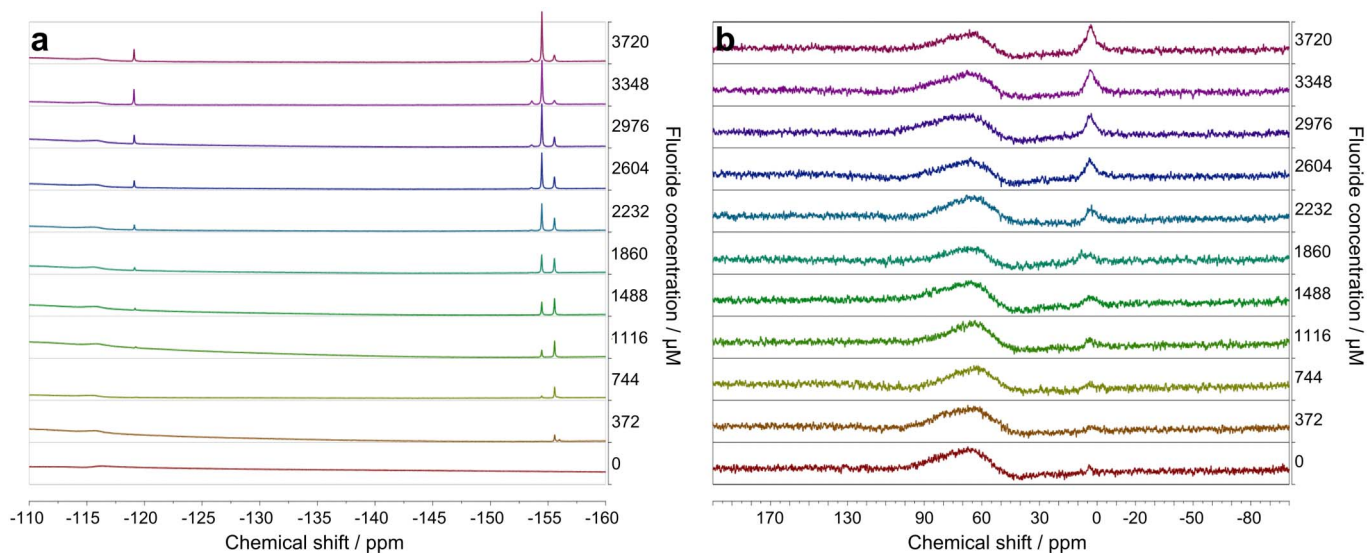 a
3720
3348
2976
2604
2232
1860
1488
1116
744
372
0
Fluoride concentration / μM
-110 -115 -120 -125 -130 -135 -140 -145 -150 -155 -160
Chemical shift / ppm
b
3720
3348
2976
2604
2232
1860
1488
1116
744
372
0
Fluoride concentration / μM
170 130 90 60 30 0 -20 -50 -80
Chemical shift / ppm